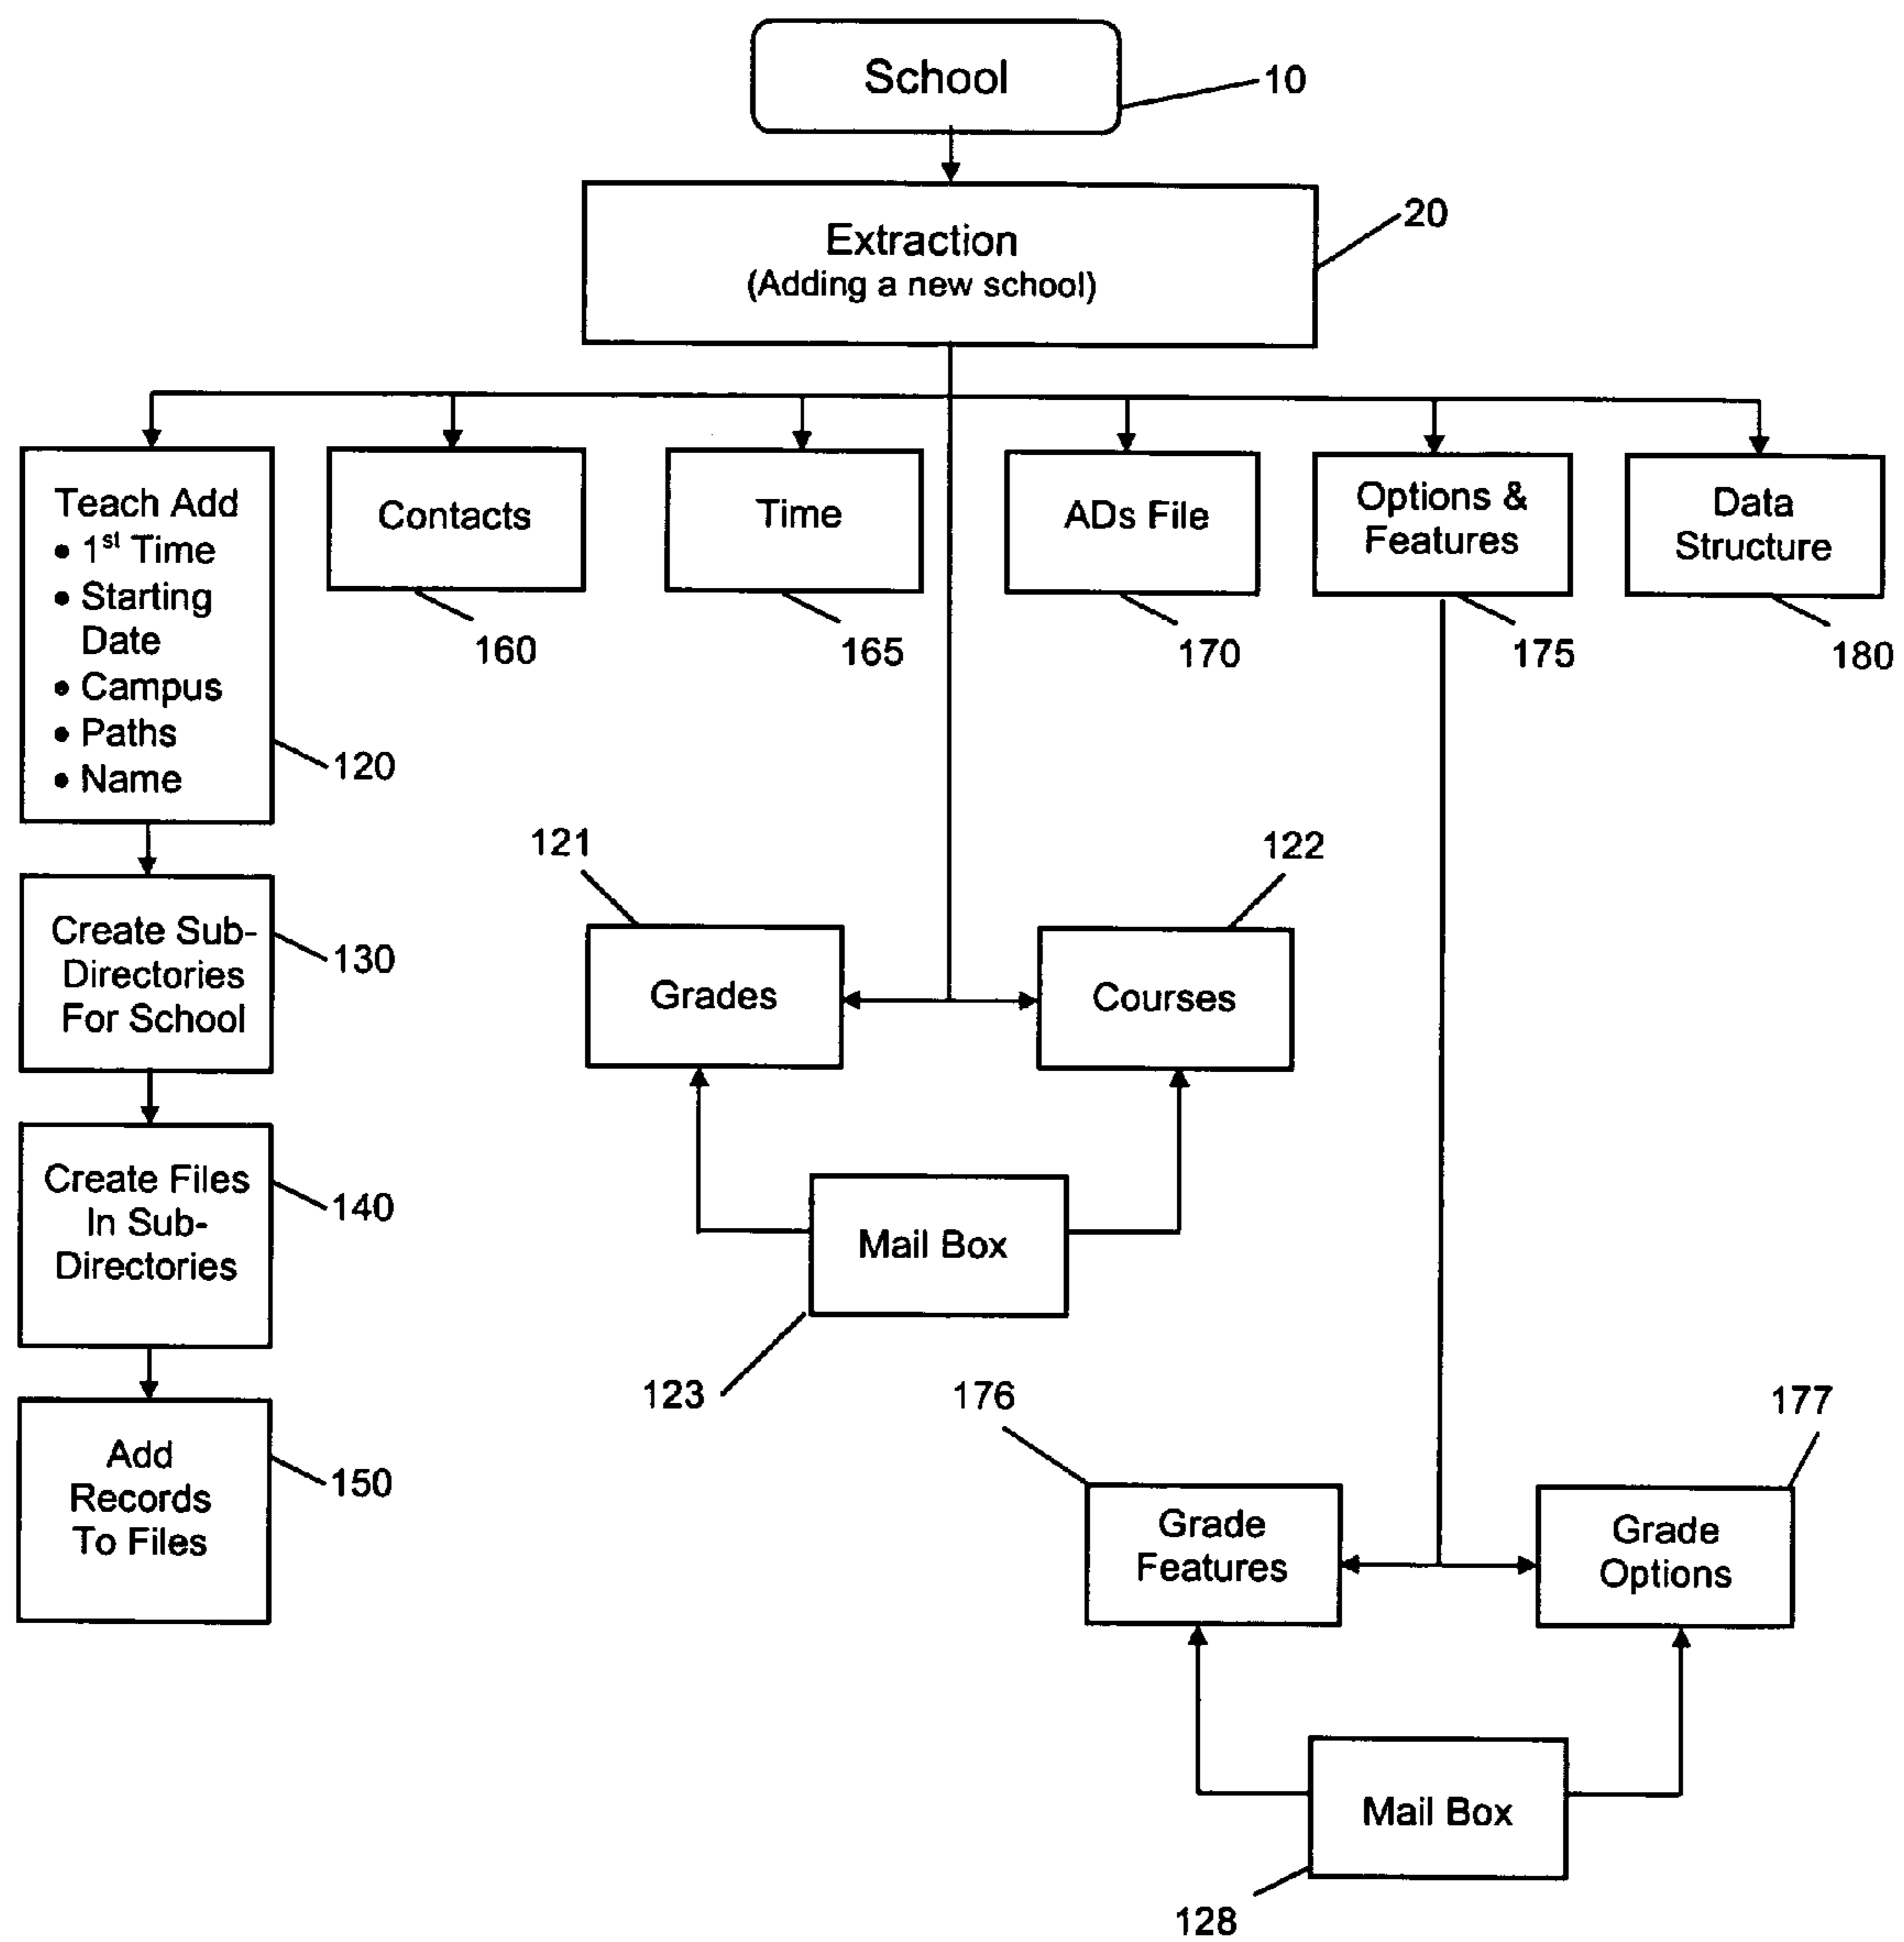 School
10
Extraction
(Adding a new school)
20
Teach Add
• 1st Time
• Starting
Date
• Campus
• Paths
• Name
120
Contacts
160
Time
165
ADs File
170
Options &
Features
175
Data
Structure
180
Create Sub-
Directories
For School
130
Create Files
In Sub-
Directories
140
Add
Records
To Files
150
121
Grades
122
Courses
Mail Box
123
176
Grade
Features
177
Grade
Options
Mail Box
128